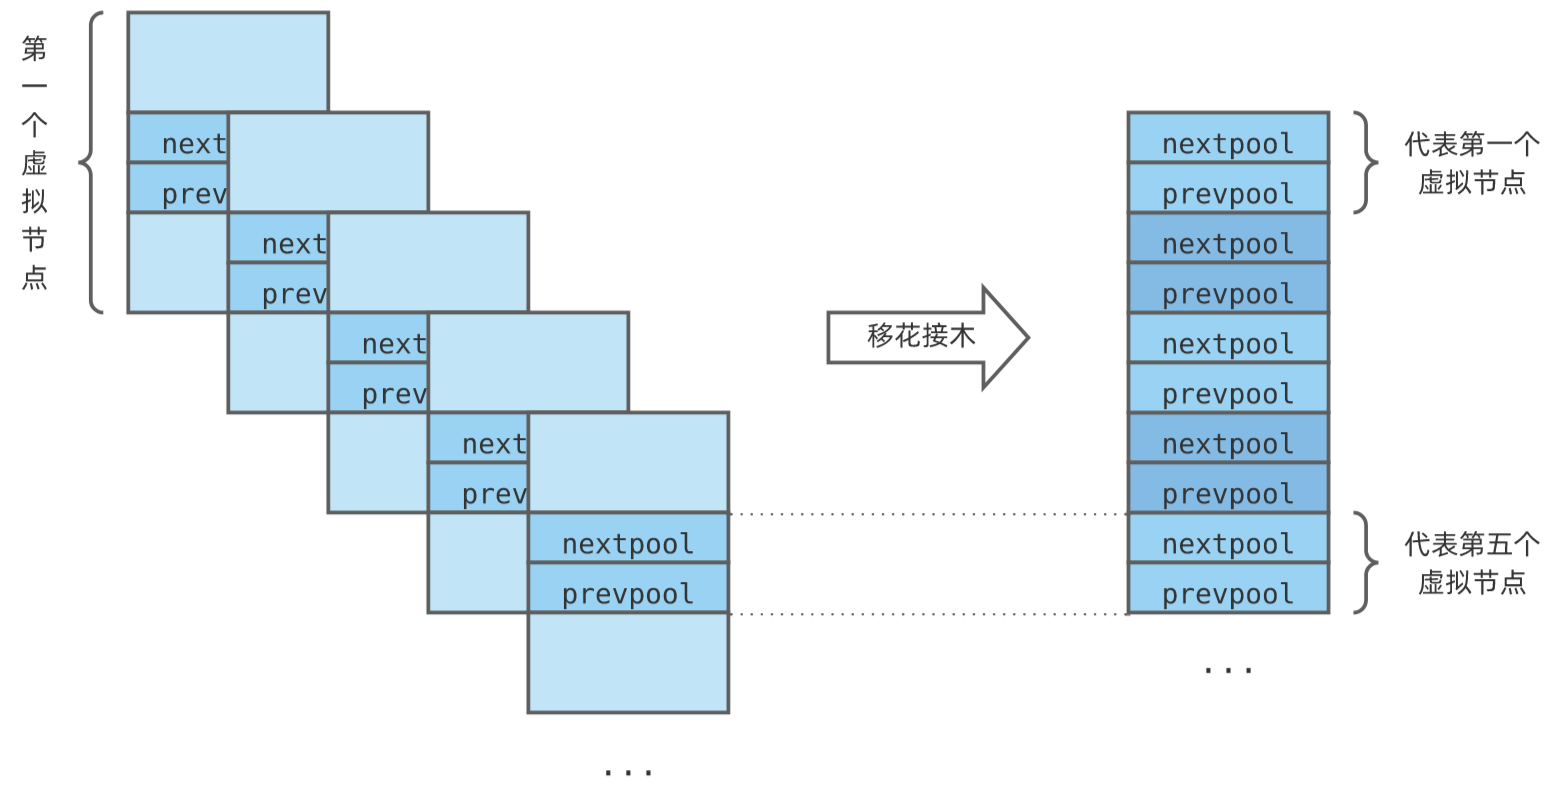 第一个虚拟节点
next
prev
next
prev
next
prev
next
prev
nextpool
prevpool
...
移花接木
nextpool
prevpool
nextpool
prevpool
nextpool
prevpool
nextpool
prevpool
nextpool
prevpool
...
代表第一个
虚拟节点
代表第五个
虚拟节点